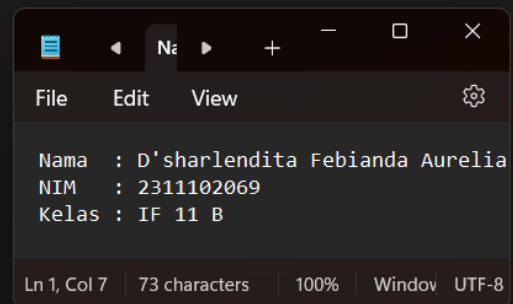 Na
File Edit View
Nama : D'sharlendita Febianda Aurelia
NIM : 2311102069
Kelas : IF 11 B
Ln 1, Col 7 73 characters 100% Window UTF-8